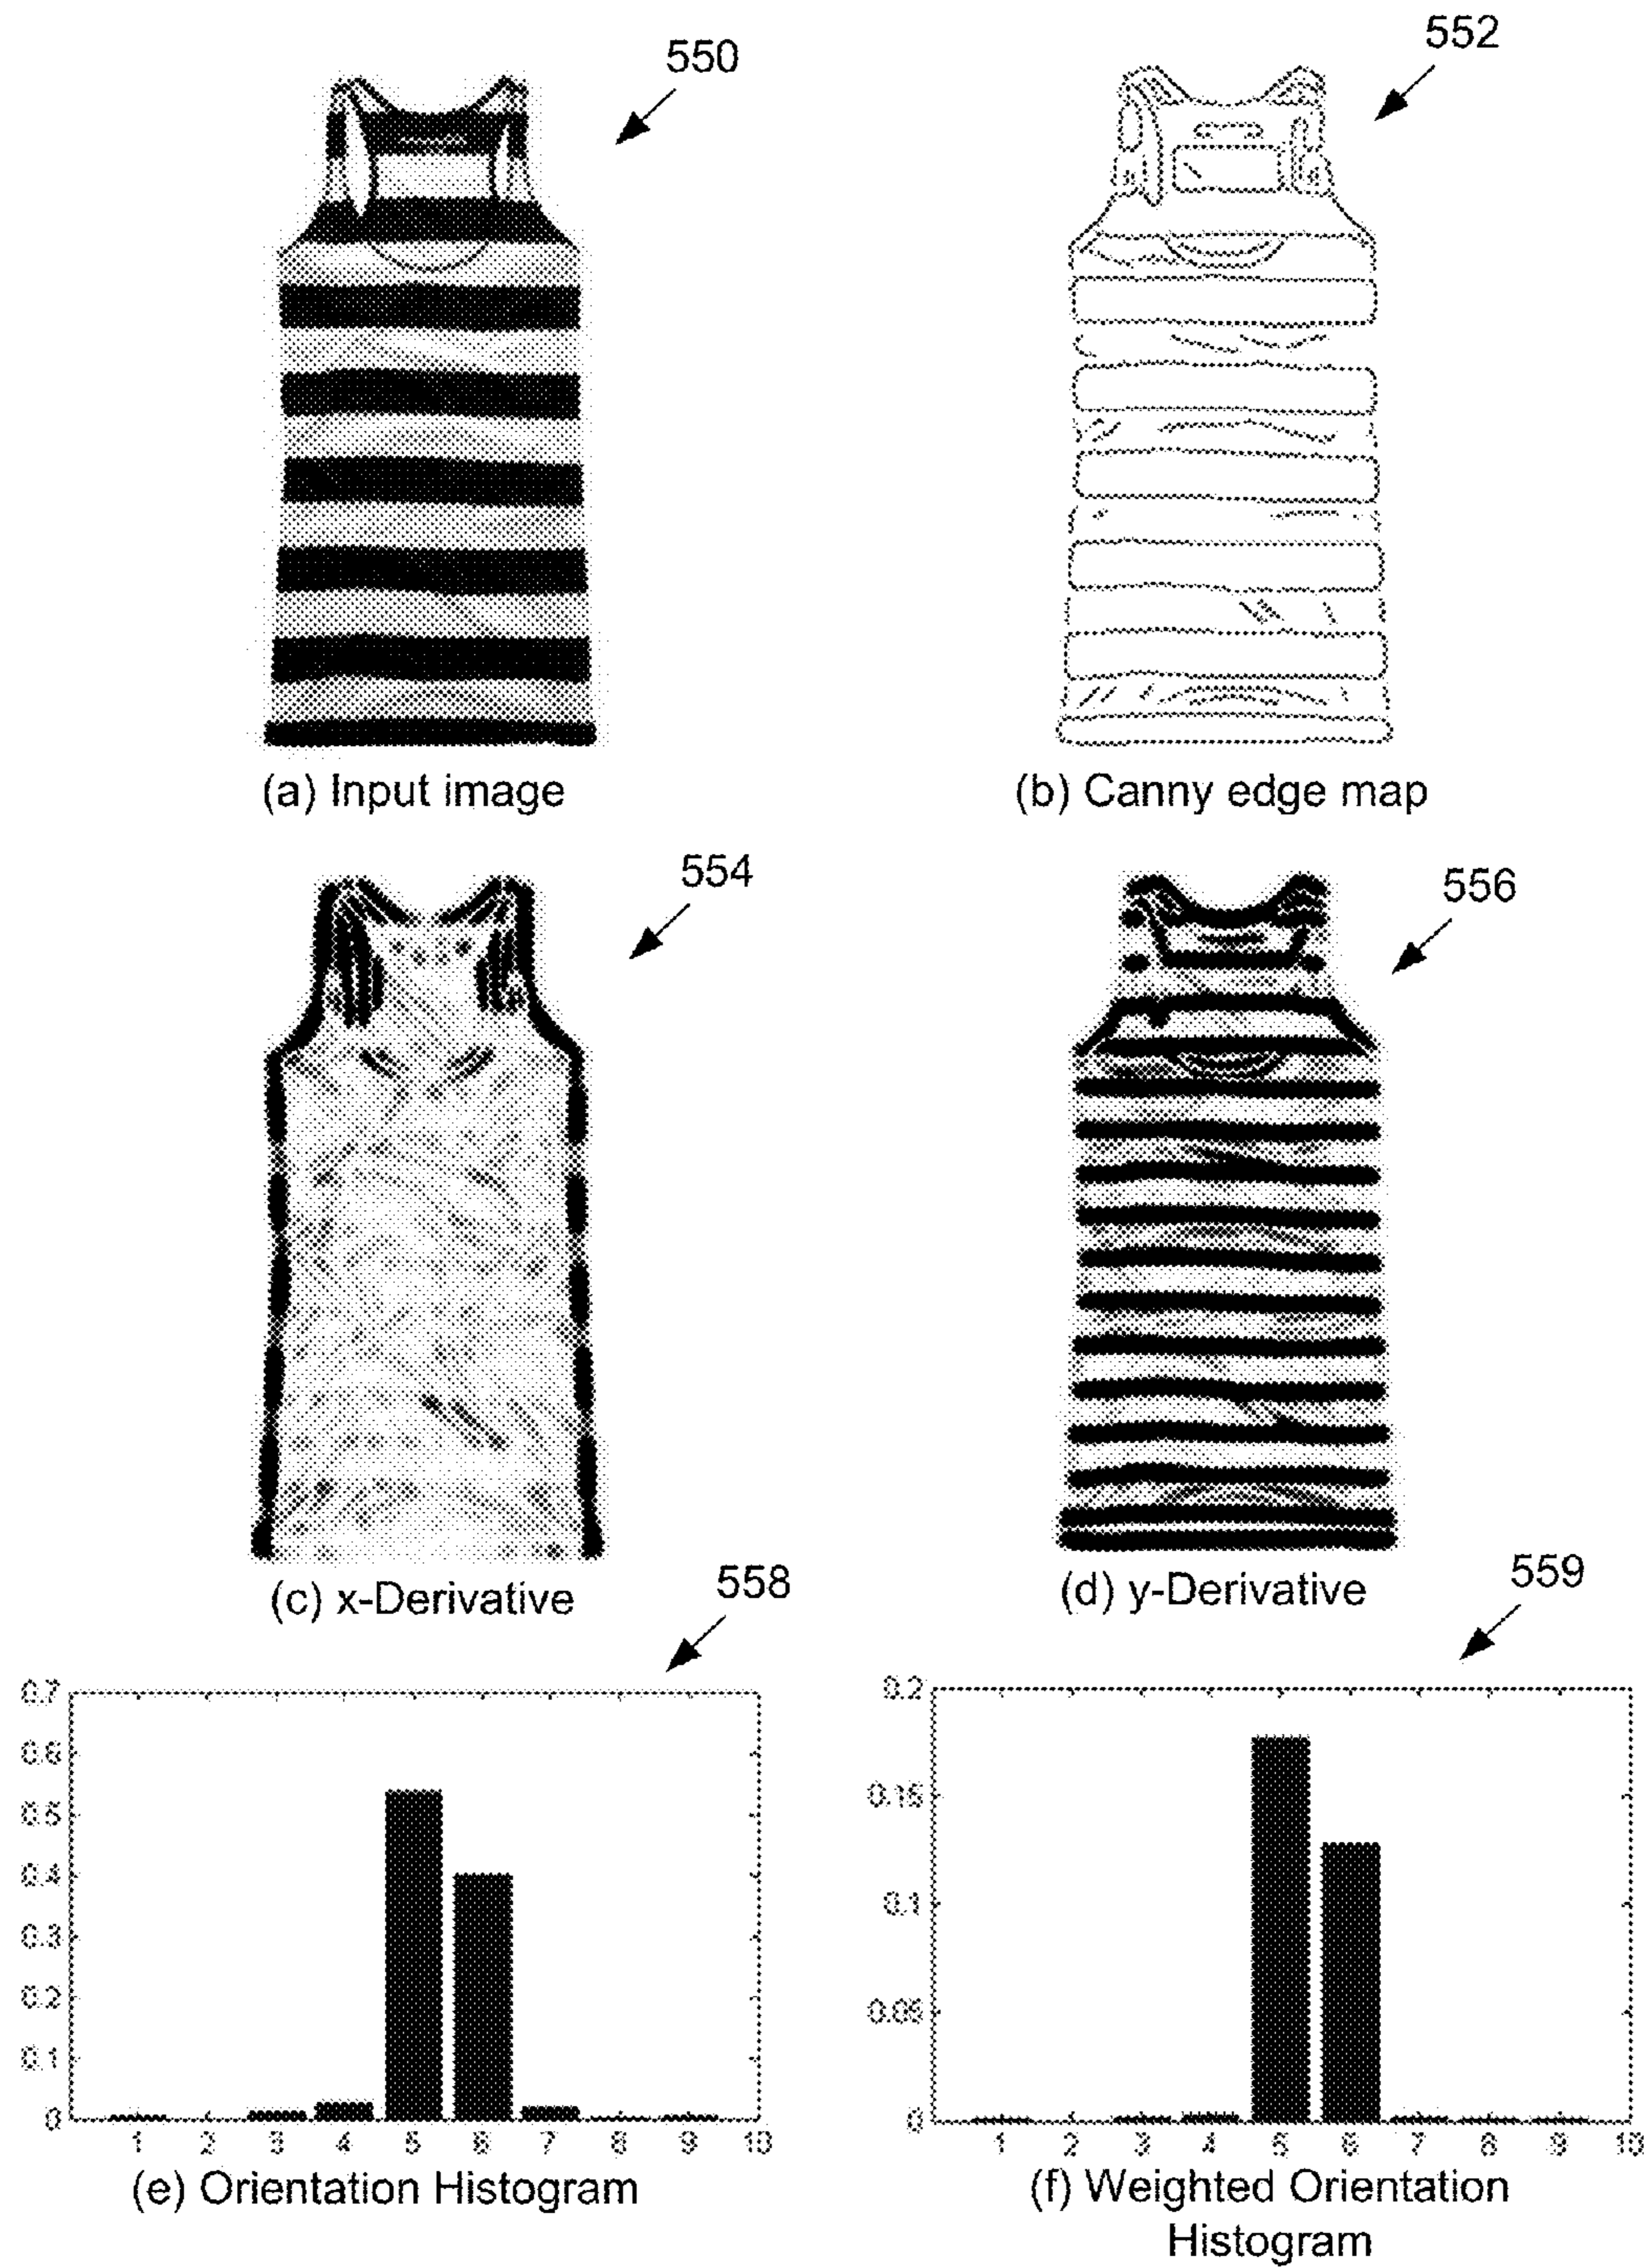 550
552
(a) Input image
(b) Canny edge map
554
556
(c) x-Derivative
(d) y-Derivative
558
559
0.7
0.6
0.5
0.4
0.3
0.2
0.1
0
1 2 3 4 5 6 7 8 9 10
(e) Orientation Histogram
0.2
0.15
0.1
0.05
0
1 2 3 4 5 6 7 8 9 10
(f) Weighted Orientation
Histogram